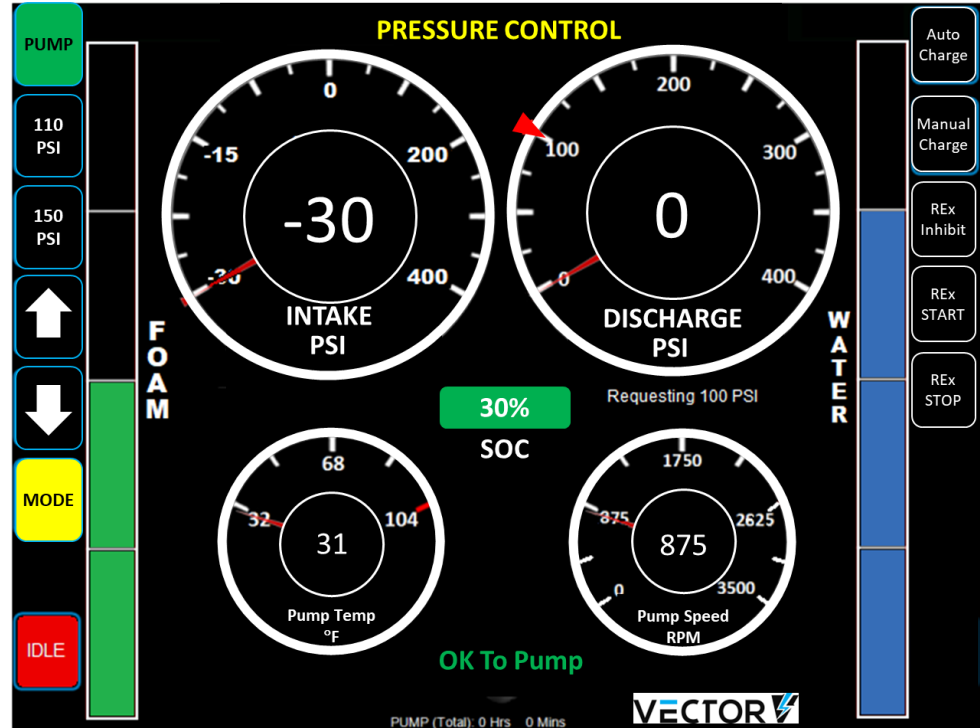 PRESSURE CONTROL
PUMP
110
PSI
150
PSI
MODE
IDLE
FOAM
0
-15
200
-30
-30
400
INTAKE
PSI
200
100
300
0
0
400
DISCHARGE
PSI
Requesting 100 PSI
30%
SOC
68
32
104
31
Pump Temp
°F
1750
875
2625
875
0
3500
Pump Speed
RPM
OK To Pump
WATER
Auto
Charge
Manual
Charge
REx
Inhibit
REx
START
REx
STOP
PUMP (Total): 0 Hrs 0 Mins
VECTOR